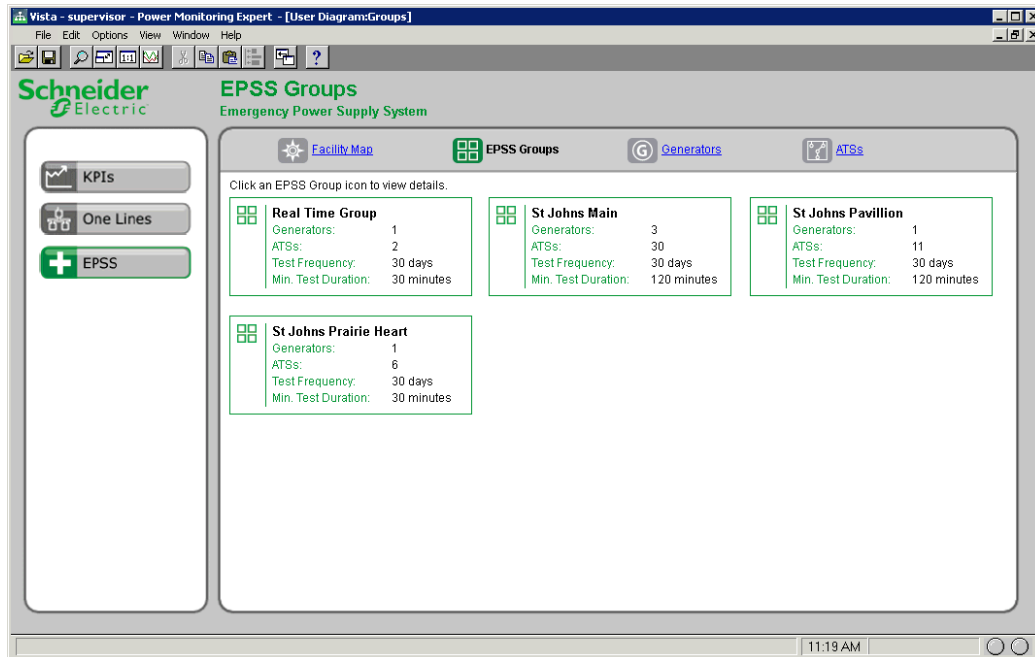 Vista - supervisor - Power Monitoring Expert - [User Diagram:Groups]
File Edit Options View Window Help
1:1
?
Schneider
Electric
EPSS Groups
Emergency Power Supply System
KPIs
One Lines
EPSS
Facility Map
EPSS Groups
G Generators
ATSs
Click an EPSS Group icon to view details.
Real Time Group
Generators: 1
ATSs: 2
Test Frequency: 30 days
Min. Test Duration: 30 minutes
St Johns Main
Generators: 3
ATSs: 30
Test Frequency: 30 days
Min. Test Duration: 120 minutes
St Johns Pavillion
Generators: 1
ATSs: 11
Test Frequency: 30 days
Min. Test Duration: 120 minutes
St Johns Prairie Heart
Generators: 1
ATSs: 6
Test Frequency: 30 days
Min. Test Duration: 30 minutes
11:19 AM